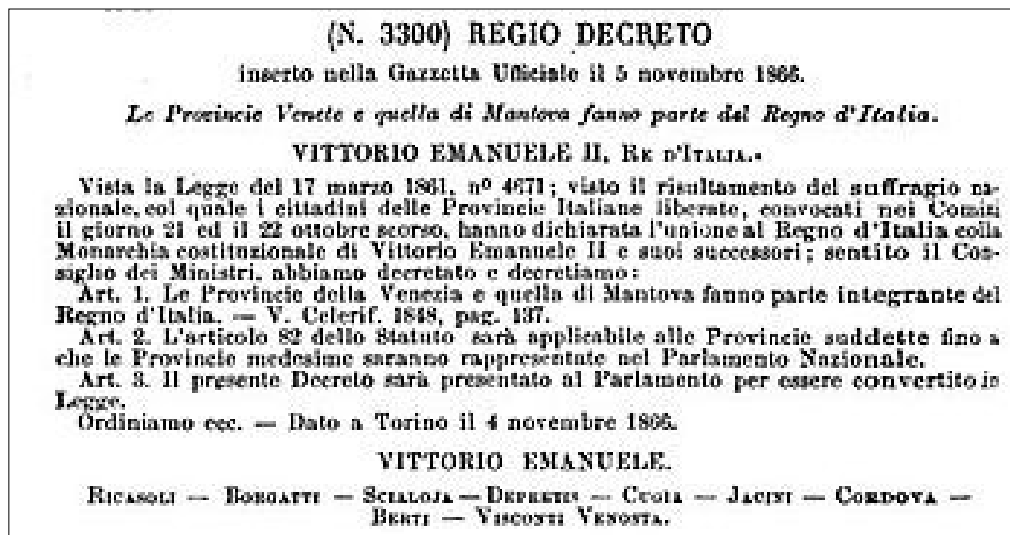 (N. 3300) REGIO DECRETO
inserto nella Gazzetta Ufficiale il 5 novembre 1866.
Le Provincie Venete e quella di Mantova fanno parte del Regno d'Italia.
VITTORIO EMANUELE II, RE D'ITALIA.
Vista la Legge del 17 marzo 1861, nº 4671; visto il risultamento del suffragio na-
zionale, col quale i cittadini delle Provincie Italiane liberate, convocati nei Comizi
il giorno 21 ed il 22 ottobre scorso, hanno dichiarata l'unione al Regno d'Italia colla
Monarchia costituzionale di Vittorio Emanuele II e suoi successori; sentito il Con-
siglio dei Ministri, abbiamo decretato e decretiamo:
Art. 1. Le Provincie della Venezia e quella di Mantova fanno parte integrante del
Regno d'Italia. — V. Celerif. 1848, pag. 137.
Art. 2. L'articolo 82 dello Statuto sarà applicabile alle Provincie suddette fino a
che le Provincie medesime saranno rappresentate nel Parlamento Nazionale.
Art. 3. Il presente Decreto sarà presentato al Parlamento per essere convertito in
Legge.
Ordiniamo ecc. — Dato a Torino il 4 novembre 1866.
VITTORIO EMANUELE.
RICASOLI — BORGATTI — SCIALOJA — DEPRETIS — CUGIA — JACINI — CORDOVA —
BERTI — VISCONTI VENOSTA.